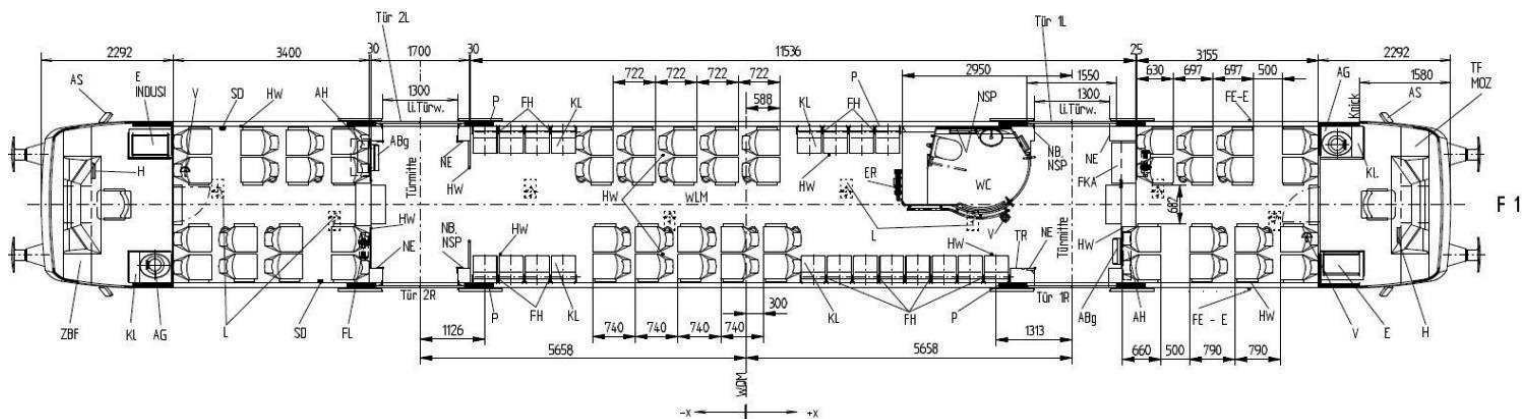 Tür 2L
Tür 1L
2292 3400 30 1700 30 11536 25 3155 2292
722 722 722 722 2950 630 697 697 500 1580
588 1550
1300 1300
li.Türw. li.Türw.
AS E INDUSI V SD HW AH P FH KL KL FH P NSP FE-E AG Knick AS TF MOZ
ABg NE HW HW ER NB, NSP NE FKA KL
H Türmitte HW WLM WC 682 F 1
HW NE NB, NSP HW L V HW TR Türmitte NE HW
Tür 2R Tür 1R
ZBF KL AG L SD FL P FH KL 300 KL FH P ABg AH FE - E HW V E H
1126 740 740 740 740 1313
5658 5658 660 500 790 790
WQM
-x +x